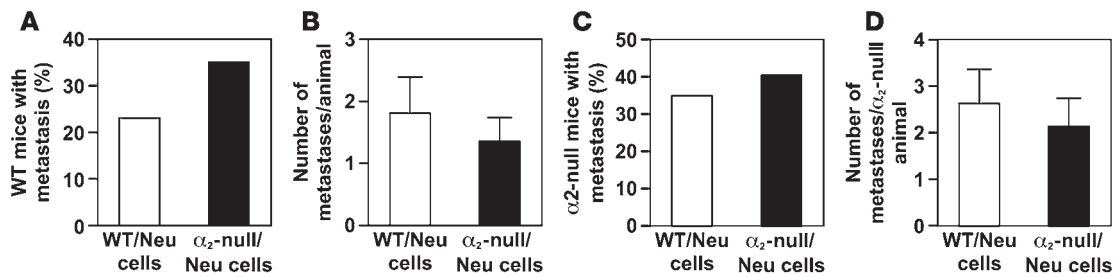 A
WT mice with
metastasis (%)
40
30
20
10
0
WT/Neu
cells
α₂-null/
Neu cells
B
Number of
metastases/animal
3
2
1
0
WT/Neu
cells
α₂-null/
Neu cells
C
α2-null mice with
metastasis (%)
50
40
30
20
10
0
WT/Neu
cells
α₂-null/
Neu cells
D
Number of
metastases/α₂-nulll
animal
4
3
2
1
0
WT/Neu
cells
α₂-null/
Neu cells